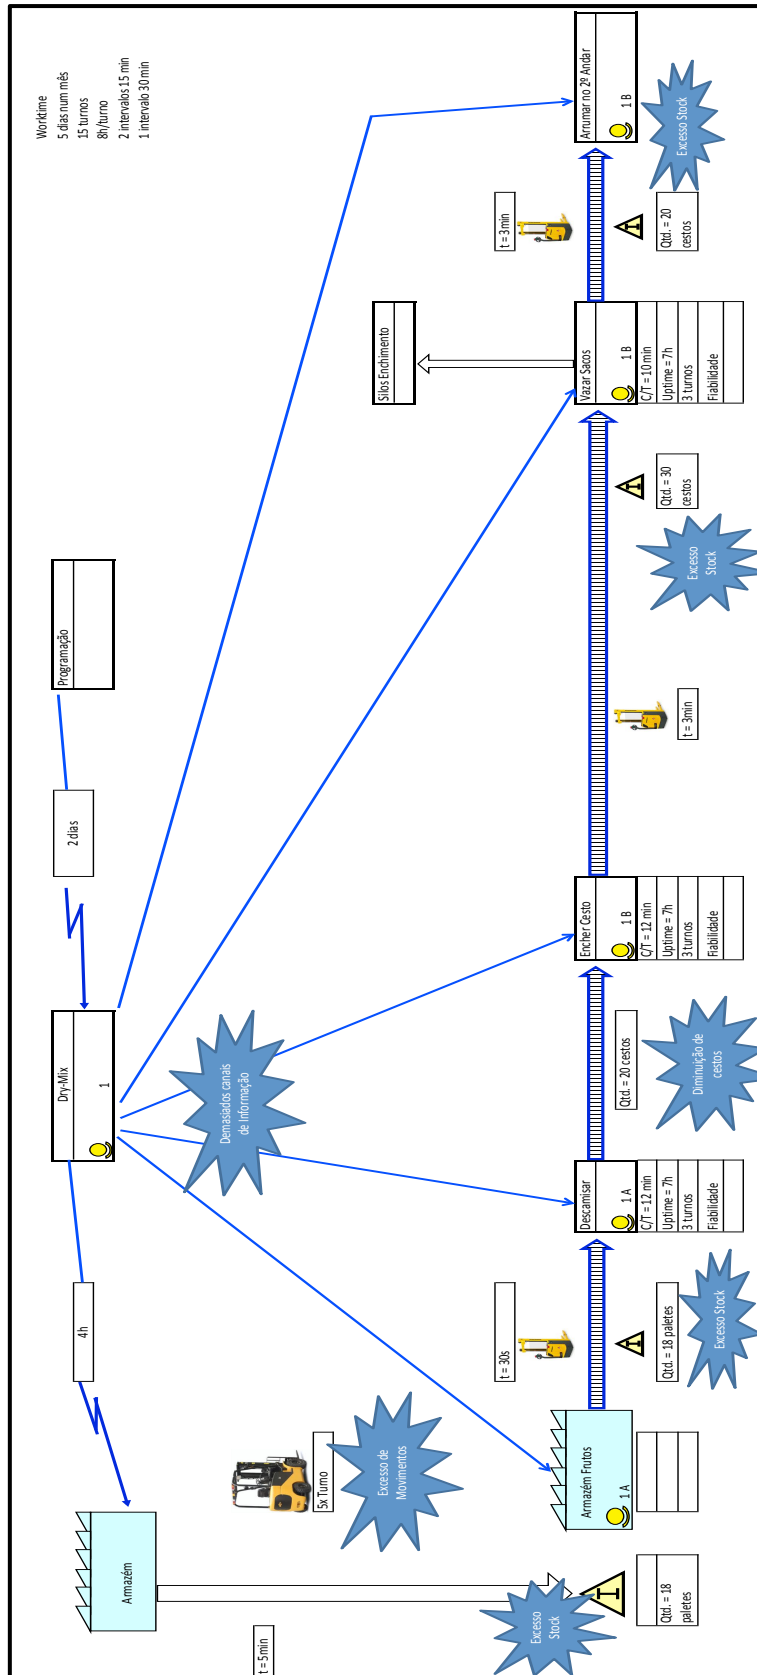 Worktime
5 dias num mês
15 turnos
8h/turno
2 intervalos 15 min
1 intervalo 30 min
Programação
2 dias
Dry-Mix
1
4h
Armazém
t = 5min
Excesso
Stock
Qtd. = 18
paletes
5x Turno
Excesso de
Movimentos
Demasiados canais
de Informação
Armazém Frutos
1 A
t = 30s
Qtd. = 18 paletes
Excesso Stock
Descamisar
1 A
C/T = 12 min
Uptime = 7h
3 turnos
Fiabilidade
Qtd. = 20 cestos
Diminuição de
cestos
Encher Cesto
1 B
C/T = 12 min
Uptime = 7h
3 turnos
Fiabilidade
t = 3min
Qtd. = 30
cestos
Excesso
Stock
Silos Enchimento
Vazar Sacos
1 B
C/T = 10 min
Uptime = 7h
3 turnos
Fiabilidade
t = 3min
Qtd. = 20
cestos
Arrumar no 2º Andar
1 B
Excesso Stock